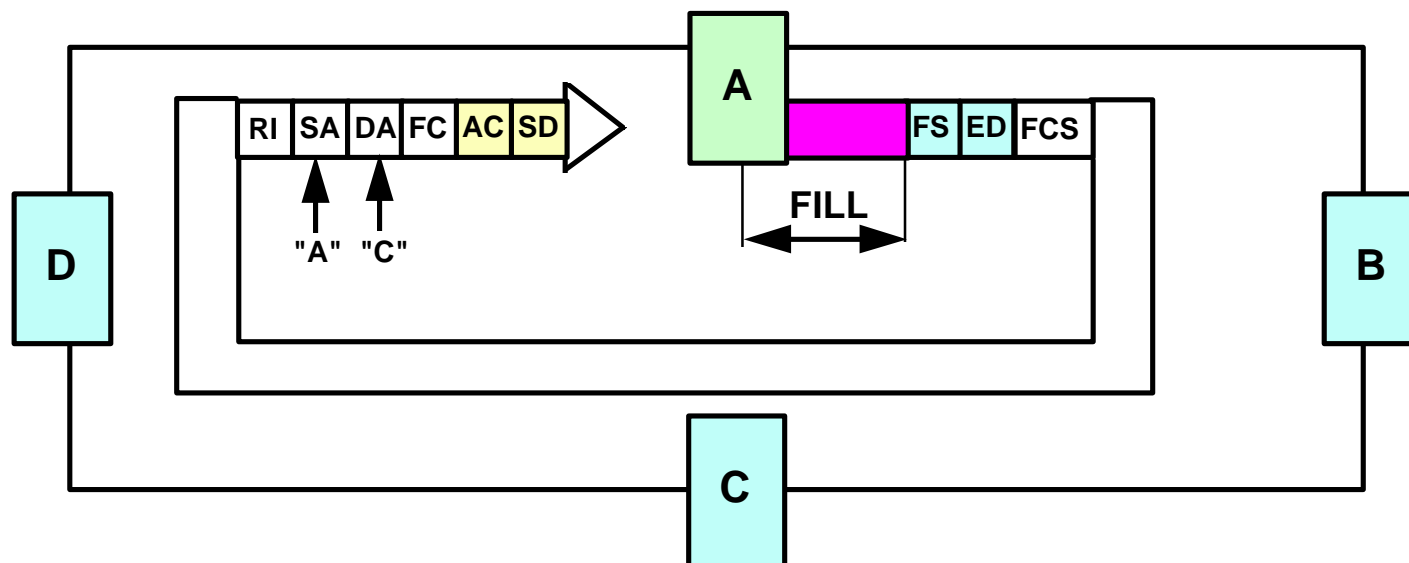 A
RI SA DA FC AC SD
FS ED FCS
FILL
"A" "C"
D
B
C